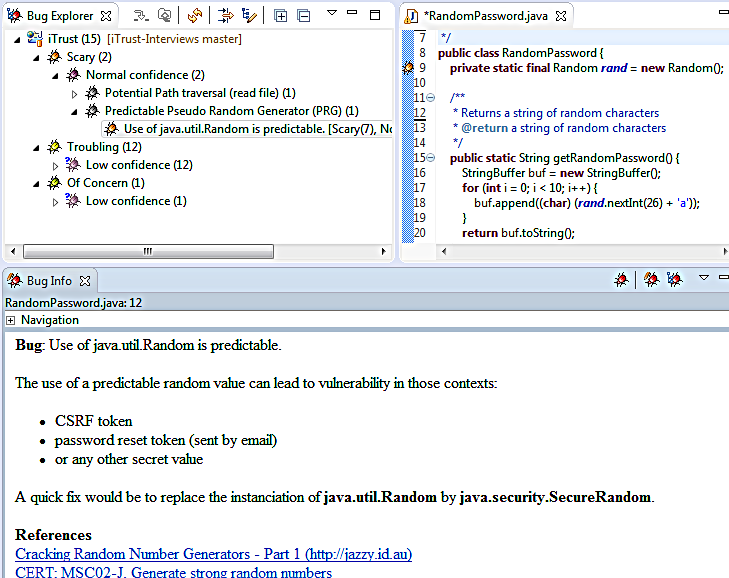 Bug Explorer
iTrust (15) [iTrust-Interviews master]
Scary (2)
Normal confidence (2)
Potential Path traversal (read file) (1)
Predictable Pseudo Random Generator (PRG) (1)
Use of java.util.Random is predictable. [Scary(7), No
Troubling (12)
Low confidence (12)
Of Concern (1)
Low confidence (1)
*RandomPassword.java
7 */
8 public class RandomPassword {
9 private static final Random rand = new Random();
10
11 /**
12 * Returns a string of random characters
13 * @return a string of random characters
14 */
15 public static String getRandomPassword() {
16 StringBuffer buf = new StringBuffer();
17 for (int i = 0; i < 10; i++) {
18 buf.append((char) (rand.nextInt(26) + 'a'));
19 }
20 return buf.toString();
Bug Info
RandomPassword.java: 12
Navigation
Bug: Use of java.util.Random is predictable.
The use of a predictable random value can lead to vulnerability in those contexts:
• CSRF token
• password reset token (sent by email)
• or any other secret value
A quick fix would be to replace the instanciation of java.util.Random by java.security.SecureRandom.
References
Cracking Random Number Generators - Part 1 (http://jazzy.id.au)
CERT: MSC02-J. Generate strong random numbers